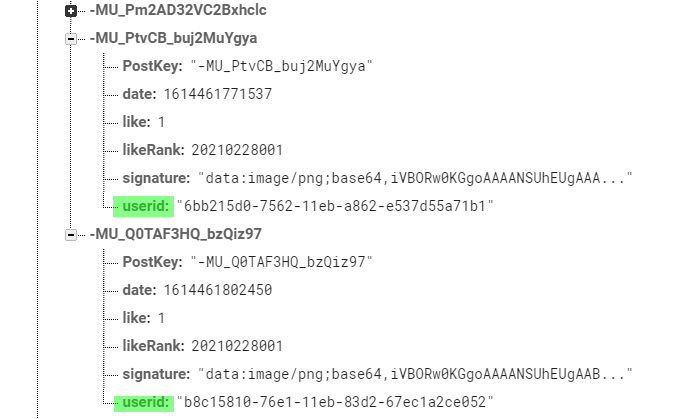 -MU_Pm2AD32VC2Bxhclc
-MU_PtvCB_buj2MuYgya
PostKey: "-MU_PtvCB_buj2MuYgya"
date: 1614461771537
like: 1
likeRank: 20210228001
signature: "data:image/png;base64,iVBORw0KGgoAAAANSUhEUgAAA..."
userid: "6bb215d0-7562-11eb-a862-e537d55a71b1"
-MU_Q0TAF3HQ_bzQiz97
PostKey: "-MU_Q0TAF3HQ_bzQiz97"
date: 1614461802450
like: 1
likeRank: 20210228001
signature: "data:image/png;base64,iVBORw0KGgoAAAANSUhEUgAAB..."
userid: "b8c15810-76e1-11eb-83d2-67ec1a2ce052"